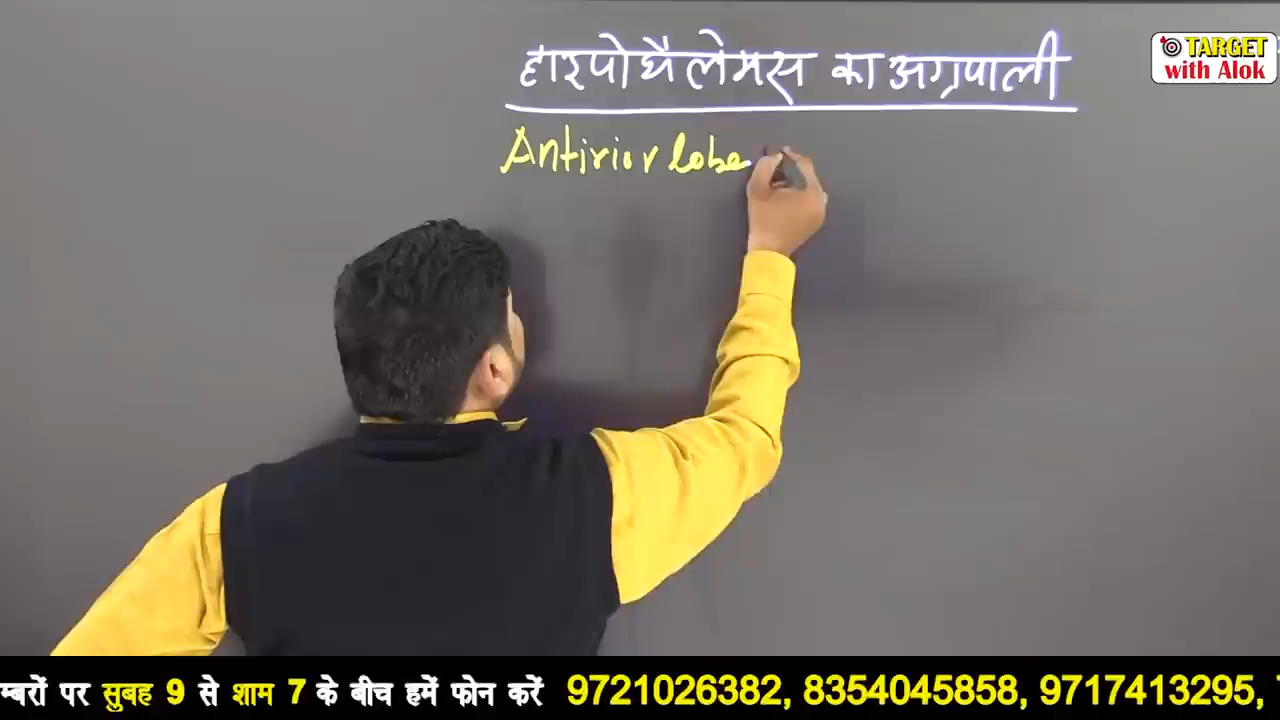 हाइपोथैलेमस का अग्रपाली
TARGET
with Alok
Antirior lobe
म्बरों पर सुबह 9 से शाम 7 के बीच हमें फोन करें 9721026382, 8354045858, 9717413295,